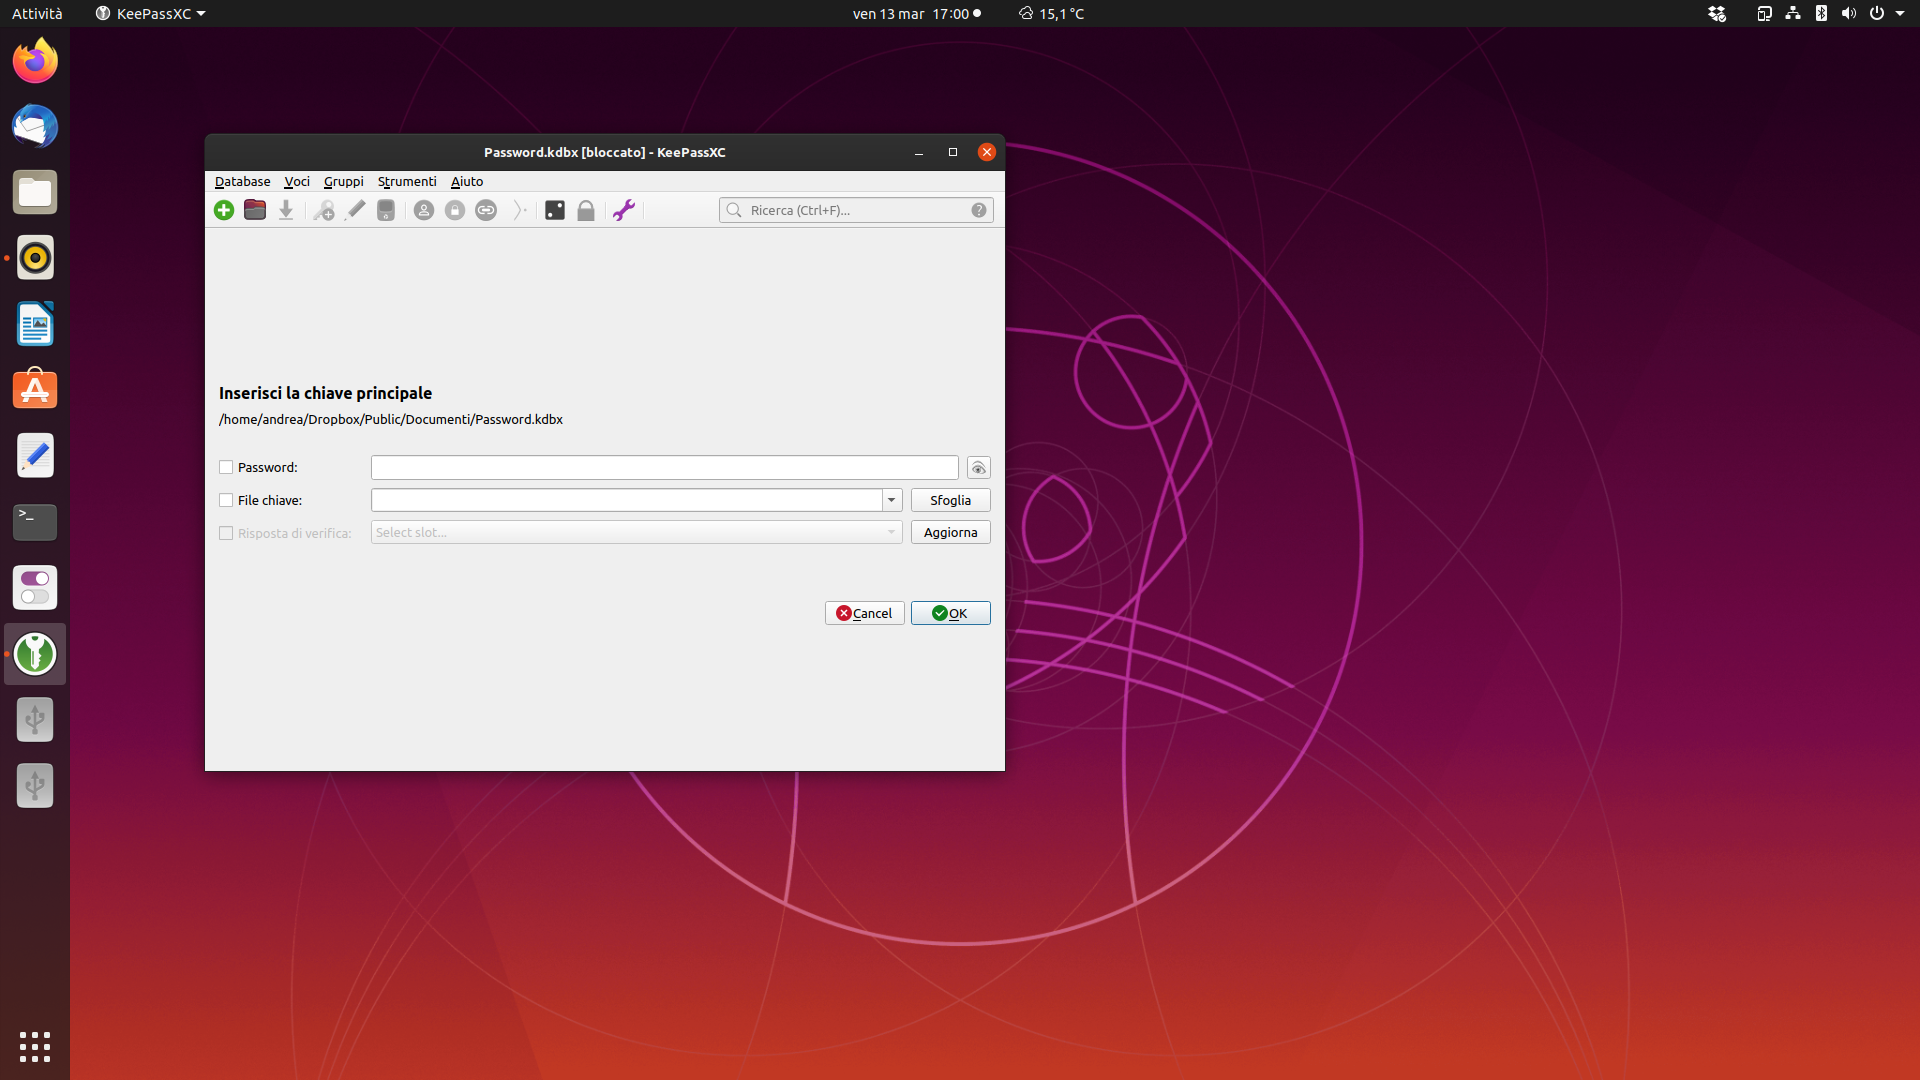 Attività KeePassXC ven 13 mar 17:00 15,1 °C
Password.kdbx [bloccato] - KeePassXC
Database Voci Gruppi Strumenti Aiuto
Ricerca (Ctrl+F)...
Inserisci la chiave principale
/home/andrea/Dropbox/Public/Documenti/Password.kdbx
Password:
File chiave: Sfoglia
Risposta di verifica: Select slot... Aggiorna
Cancel OK